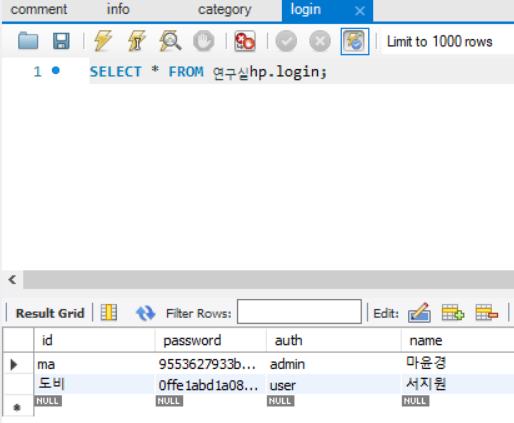 comment info category login
Limit to 1000 rows
1 SELECT * FROM 연구실hp.login;
Result Grid Filter Rows: Edit:
id password auth name
ma 9553627933b... admin 마윤경
도비 0ffe1abd1a08... user 서지원
NULL NULL NULL NULL